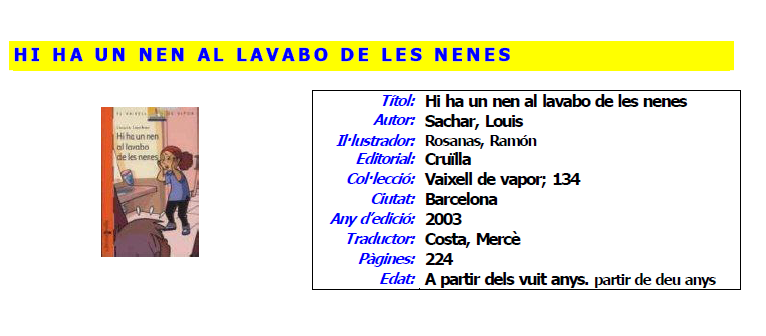 HI HA UN NEN AL LAVABO DE LES NENES
Hi ha un nen
al lavabo
de les nenes
Títol: Hi ha un nen al lavabo de les nenes
Autor: Sachar, Louis
Il·lustrador: Rosanas, Ramón
Editorial: Cruïlla
Col·lecció: Vaixell de vapor; 134
Ciutat: Barcelona
Any d’edició: 2003
Traductor: Costa, Mercè
Pàgines: 224
Edat: A partir dels vuit anys. partir de deu anys